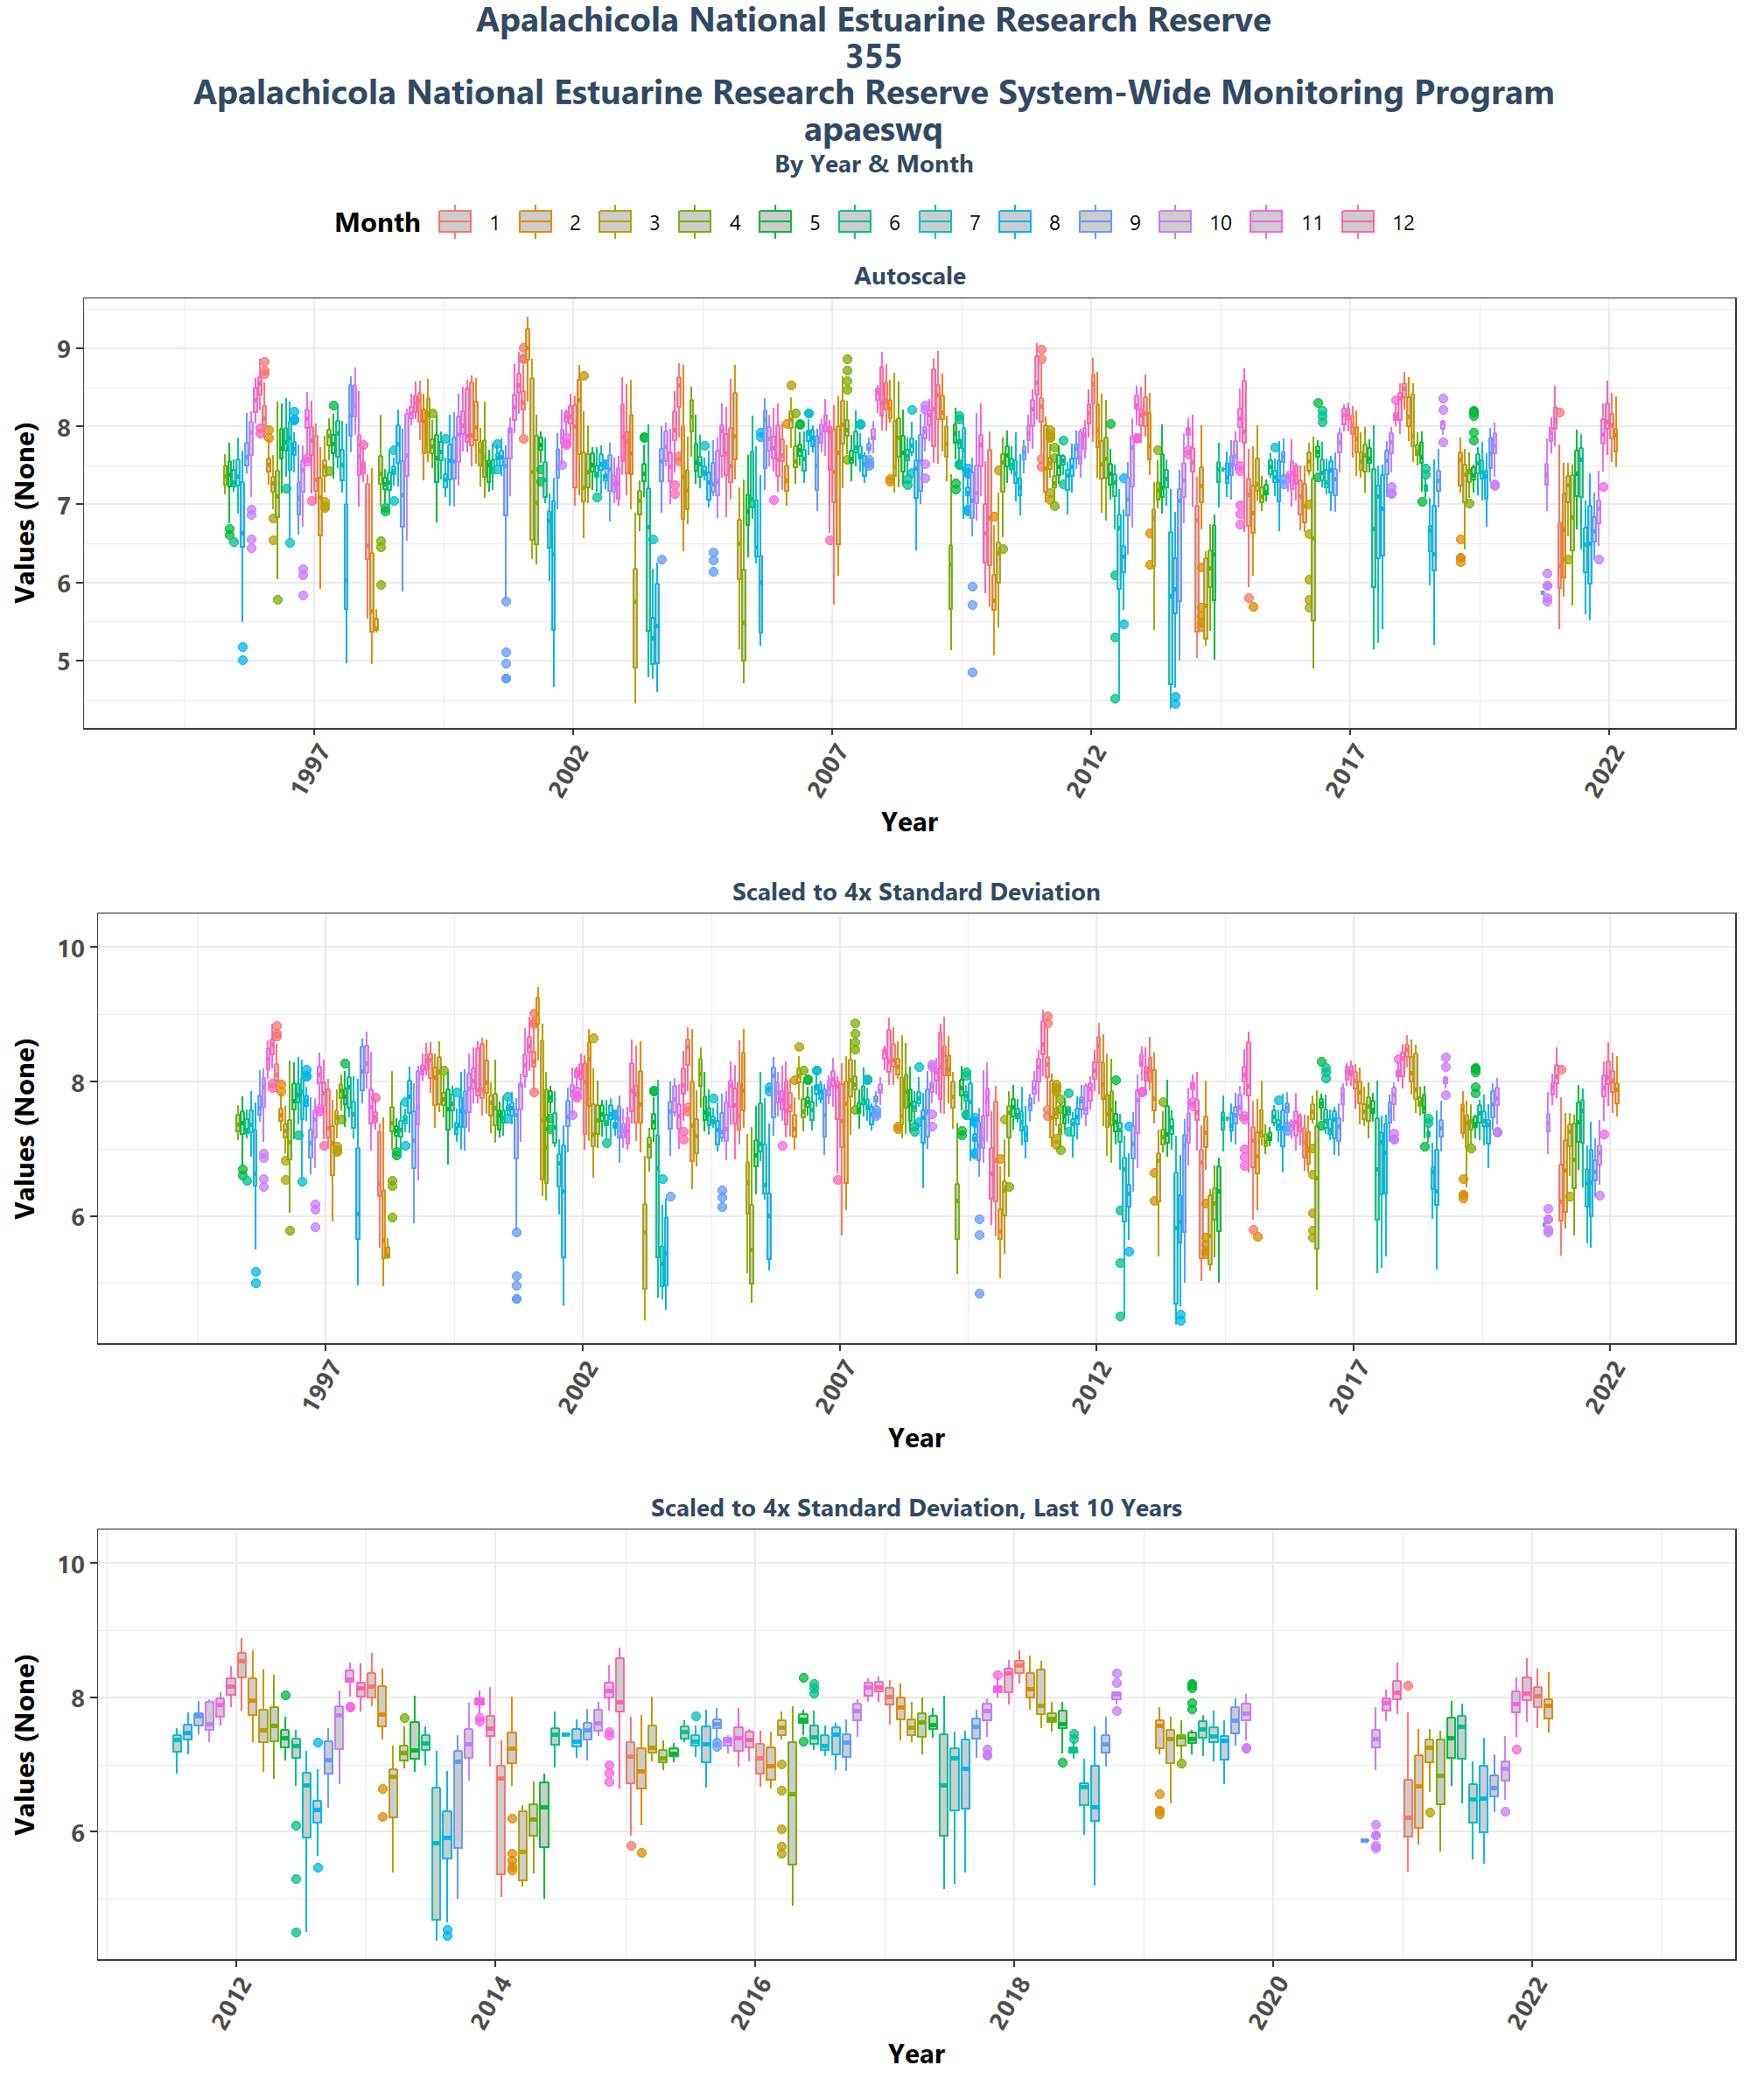 Apalachicola National Estuarine Research Reserve
355
Apalachicola National Estuarine Research Reserve System-Wide Monitoring Program
apaeswq
By Year & Month
Month 1 2 3 4 5 6 7 8 9 10 11 12
Autoscale
Values (None)
9
8
7
6
5
1997 2002 2007 2012 2017 2022
Year
Scaled to 4x Standard Deviation
Values (None)
10
8
6
1997 2002 2007 2012 2017 2022
Year
Scaled to 4x Standard Deviation, Last 10 Years
Values (None)
10
8
6
2012 2014 2016 2018 2020 2022
Year